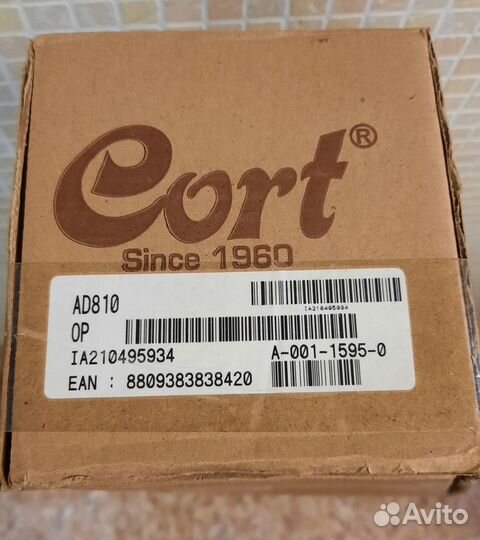 Cort®
Since 1960
AD810
IA210495934
OP
IA210495934 A-001-1595-0
EAN : 8809383838420
Avito